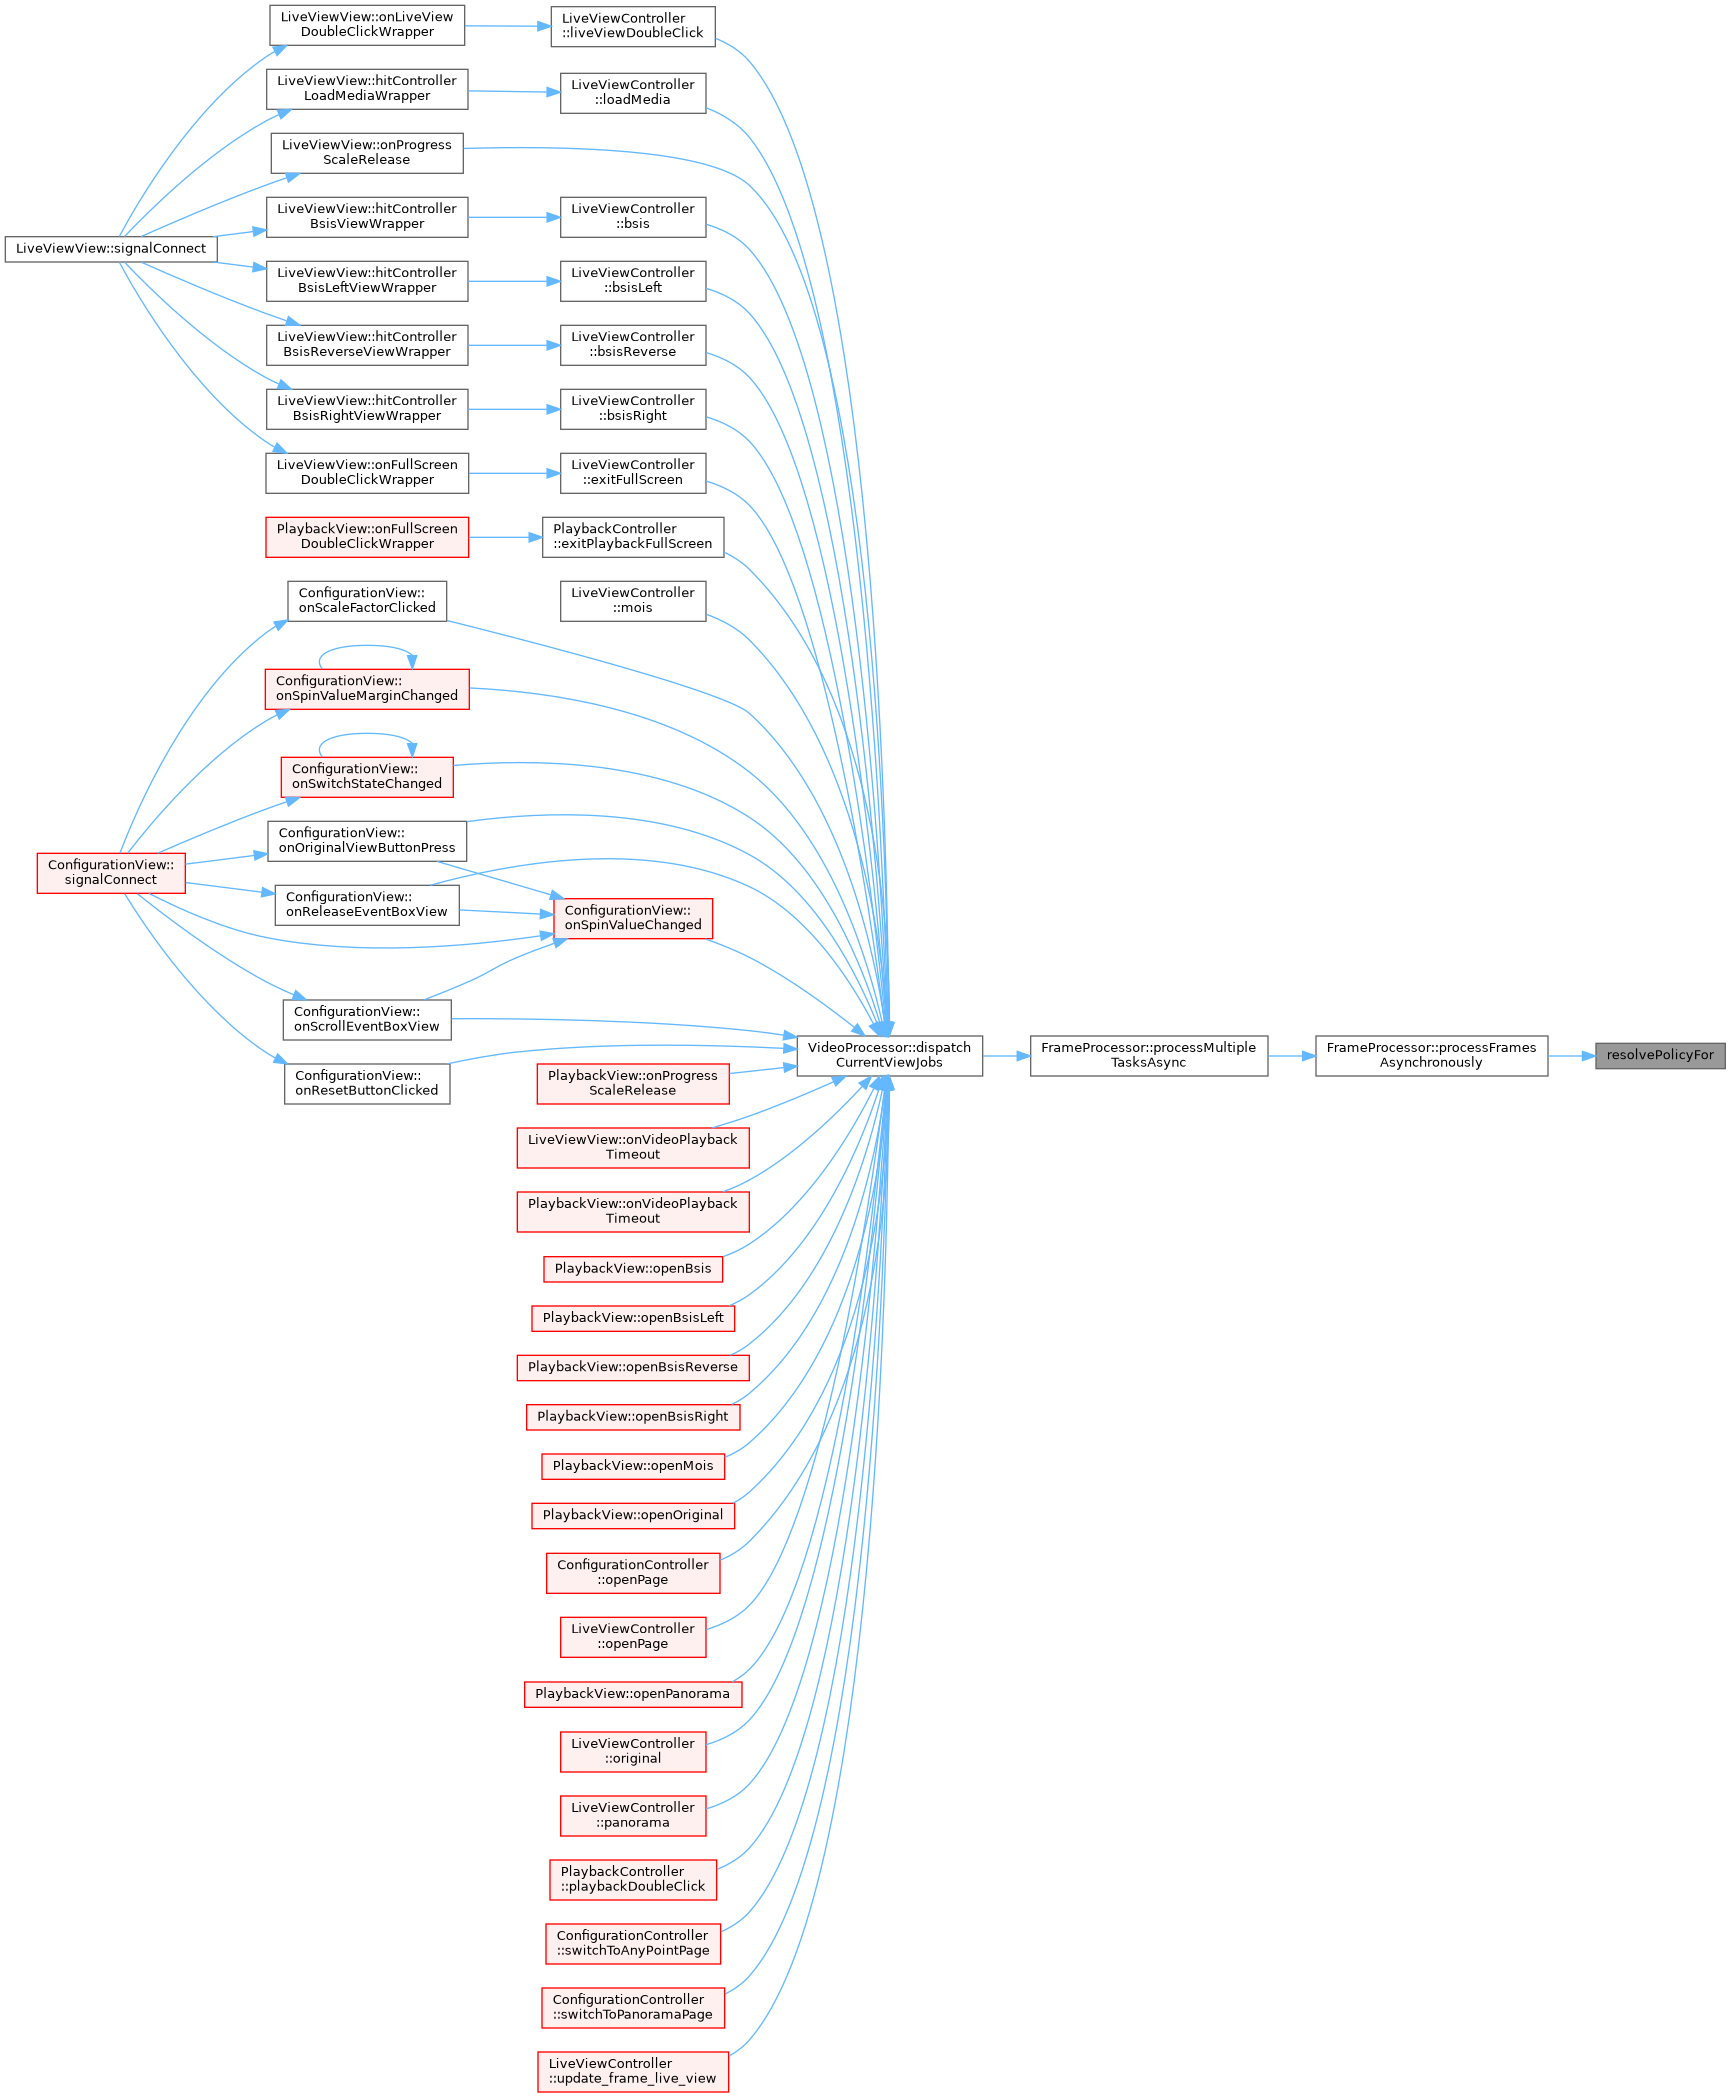 LiveViewView::onLiveView
DoubleClickWrapper
LiveViewController
::liveViewDoubleClick
LiveViewView::hitController
LoadMediaWrapper
LiveViewController
::loadMedia
LiveViewView::onProgress
ScaleRelease
LiveViewView::hitController
BsisViewWrapper
LiveViewController
::bsis
LiveViewView::signalConnect
LiveViewView::hitController
BsisLeftViewWrapper
LiveViewController
::bsisLeft
LiveViewView::hitController
BsisReverseViewWrapper
LiveViewController
::bsisReverse
LiveViewView::hitController
BsisRightViewWrapper
LiveViewController
::bsisRight
LiveViewView::onFullScreen
DoubleClickWrapper
LiveViewController
::exitFullScreen
PlaybackView::onFullScreen
DoubleClickWrapper
PlaybackController
::exitPlaybackFullScreen
ConfigurationView::
onScaleFactorClicked
LiveViewController
::mois
ConfigurationView::
onSpinValueMarginChanged
ConfigurationView::
onSwitchStateChanged
ConfigurationView::
onOriginalViewButtonPress
ConfigurationView::
signalConnect
ConfigurationView::
onReleaseEventBoxView
ConfigurationView::
onSpinValueChanged
ConfigurationView::
onScrollEventBoxView
VideoProcessor::dispatch
CurrentViewJobs
FrameProcessor::processMultiple
TasksAsync
FrameProcessor::processFrames
Asynchronously
resolvePolicyFor
ConfigurationView::
onResetButtonClicked
PlaybackView::onProgress
ScaleRelease
LiveViewView::onVideoPlayback
Timeout
PlaybackView::onVideoPlayback
Timeout
PlaybackView::openBsis
PlaybackView::openBsisLeft
PlaybackView::openBsisReverse
PlaybackView::openBsisRight
PlaybackView::openMois
PlaybackView::openOriginal
ConfigurationController
::openPage
LiveViewController
::openPage
PlaybackView::openPanorama
LiveViewController
::original
LiveViewController
::panorama
PlaybackController
::playbackDoubleClick
ConfigurationController
::switchToAnyPointPage
ConfigurationController
::switchToPanoramaPage
LiveViewController
::update_frame_live_view